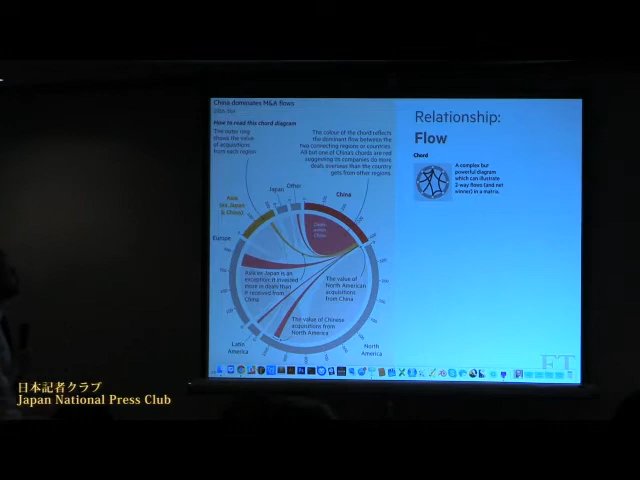 China dominates M&A flows
How to read this chord diagram
The outer ring
shows the value
of acquisitions
from each region
The colour of the chord reflects
the dominant flow between the
two connecting regions or countries.
All but one of China's chords are red
suggesting its companies do more
deals overseas than the country
gets from other regions.
Japan
Other
China
Asia
(ex. Japan
& China)
Europe
Asia ex Japan is an
exception: it invested
more in deals than
it received from
China
The value of
North American
acquisitions
from China
The value of Chinese
acquisitions from
North America
Latin
America
North
America
Relationship:
Flow
Chord
A complex but
powerful diagram
which can illustrate
2-way flows (and net
winner) in a matrix.
FT
日本記者クラブ
Japan National Press Club